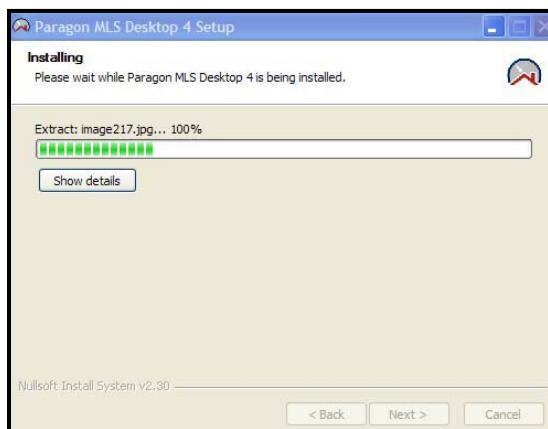 Paragon MLS Desktop 4 Setup
Installing
Please wait while Paragon MLS Desktop 4 is being installed.
Extract: image217.jpg... 100%
Show details
Nullsoft Install System v2.30
< Back Next > Cancel